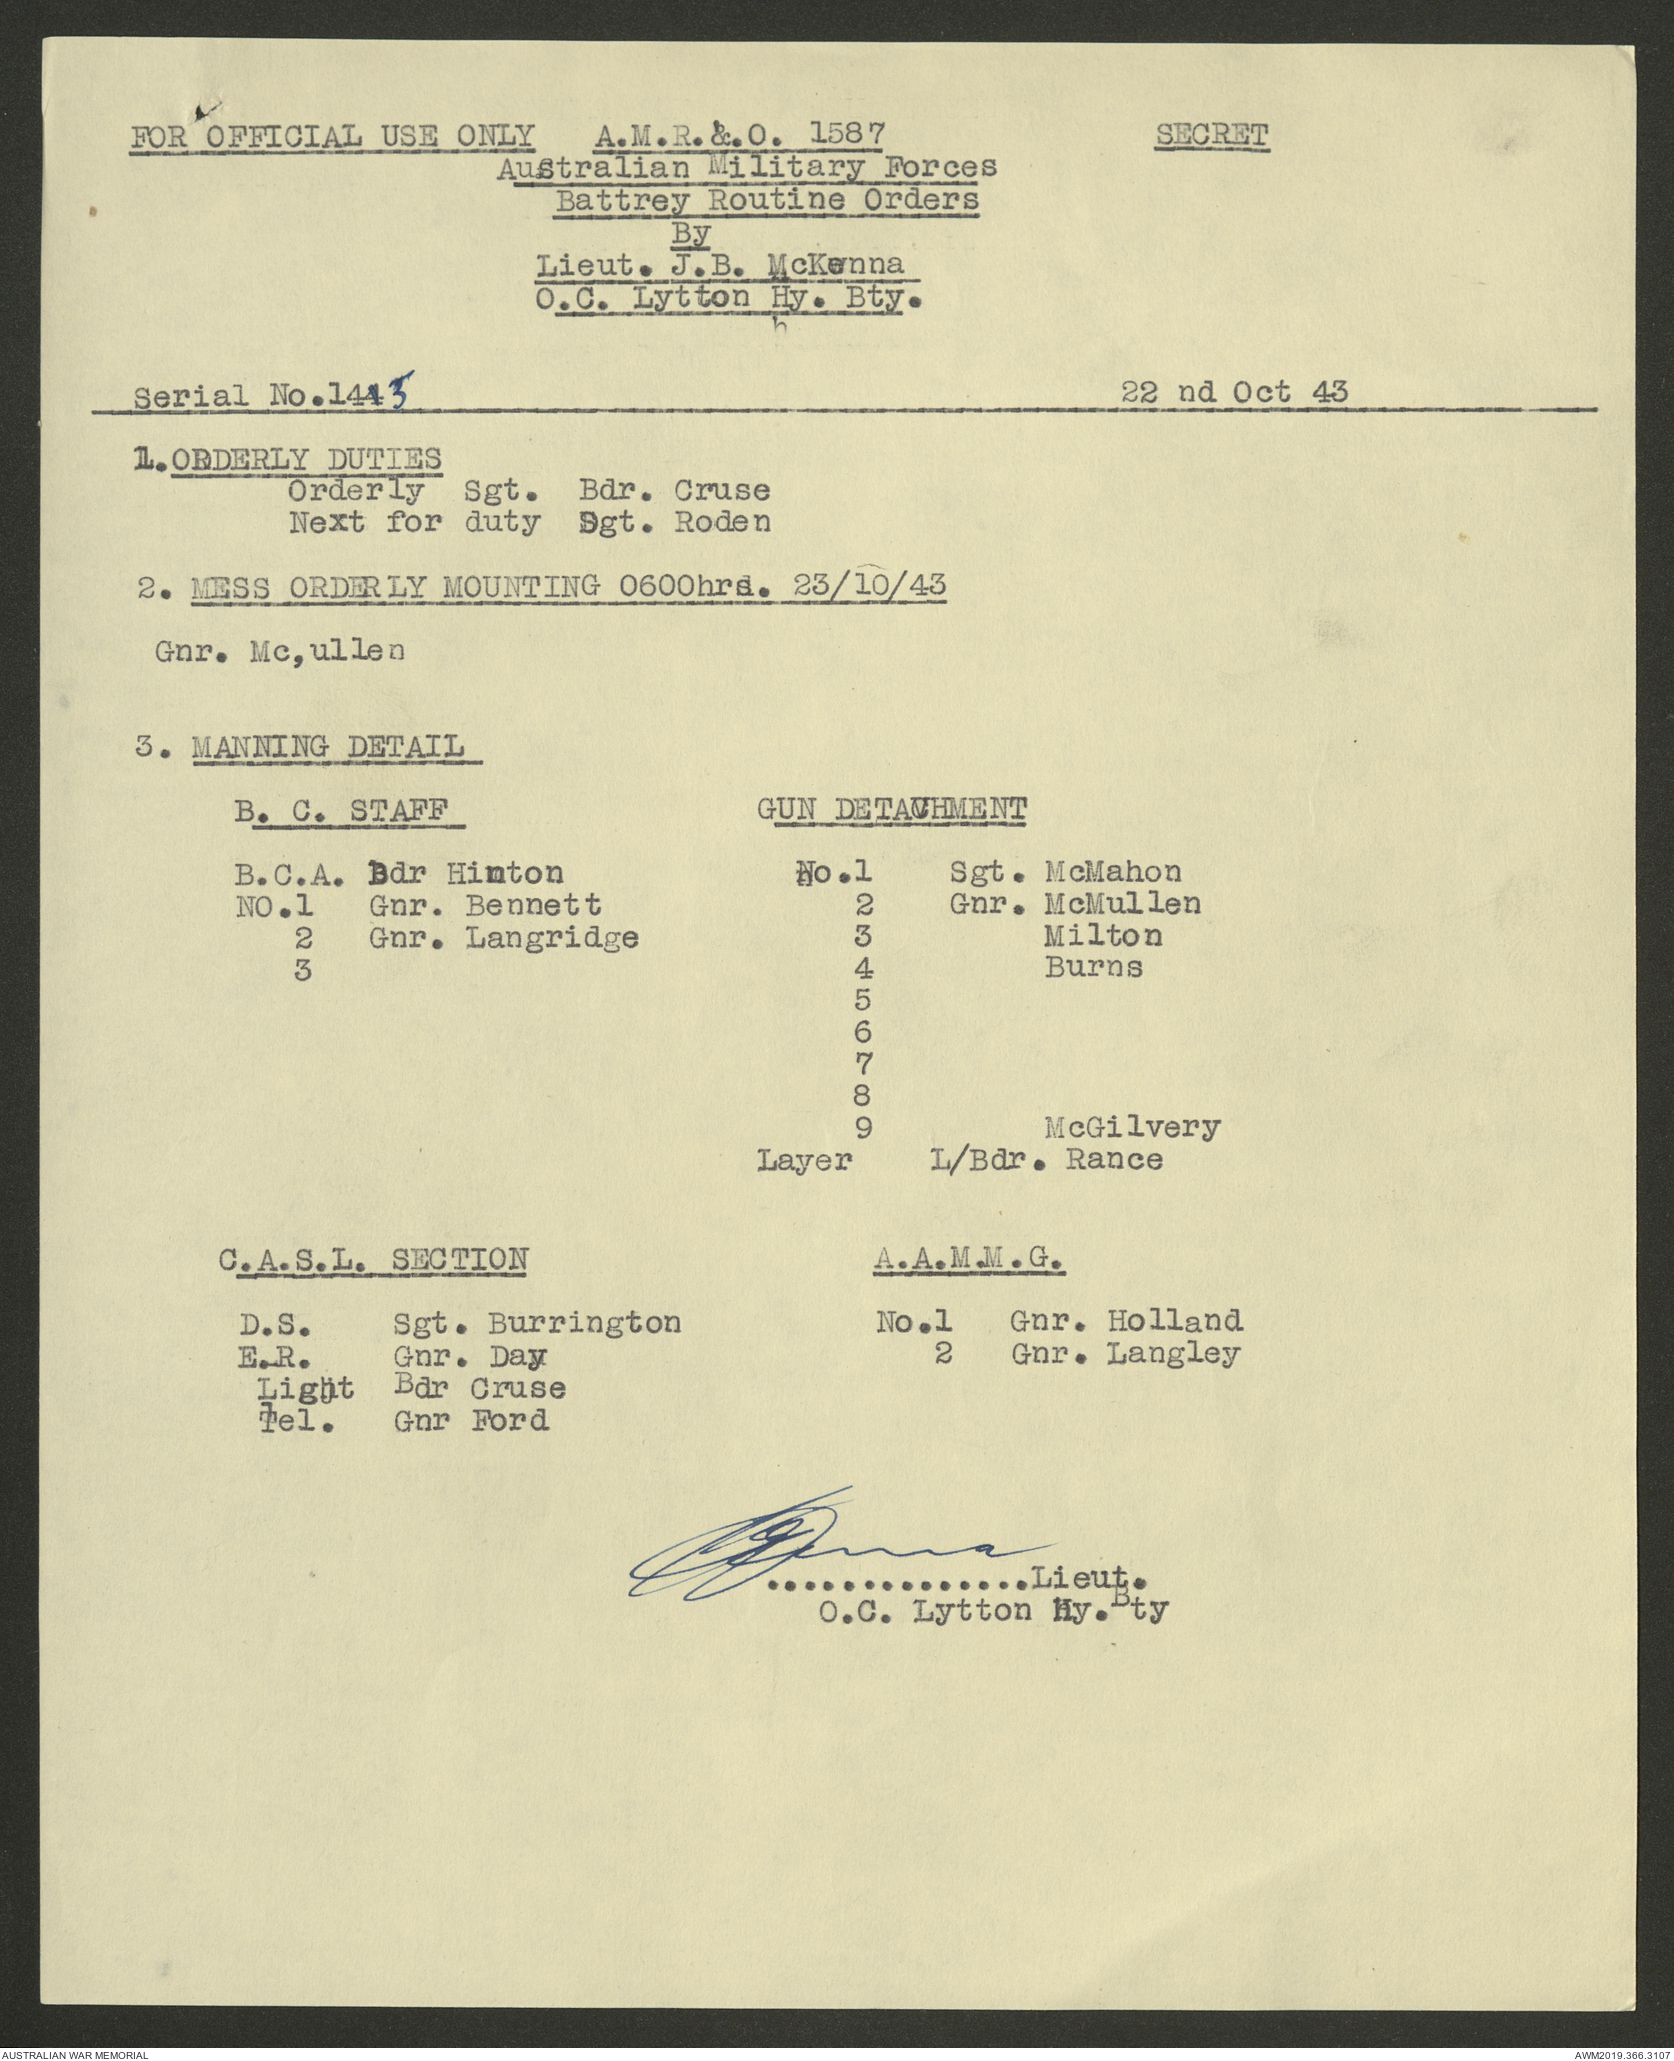 FOR OFFICIAL USE ONLY A.M.R.&.O. 1587 SECRET
Australian Military Forces
Battrey Routine Orders
By
Lieut. J.B. McKenna
O.C. Lytton Hy. Bty.
h
Serial No.1443 22 nd Oct 43
1.ORDERLY DUTIES
Orderly Sgt. Bdr. Cruse
Next for duty Sgt. Roden
2. MESS ORDERLY MOUNTING 0600hrs. 23/10/43
Gnr. Mc,ullen
3. MANNING DETAIL
B. C. STAFF GUN DETACHMENT
B.C.A. Bdr Hinton No.1 Sgt. McMahon
NO.1 Gnr. Bennett 2 Gnr. McMullen
2 Gnr. Langridge 3 Milton
3 4 Burns
5
6
7
8
9 McGilvery
Layer L/Bdr. Rance
C.A.S.L. SECTION A.A.M.M.G.
D.S. Sgt. Burrington No.1 Gnr. Holland
E.R. Gnr. Day 2 Gnr. Langley
Light Bdr Cruse
Tel. Gnr Ford
..............Lieut.
O.C. Lytton Hy.Bty
AUSTRALIAN WAR MEMORIAL AWM2019.366.3107